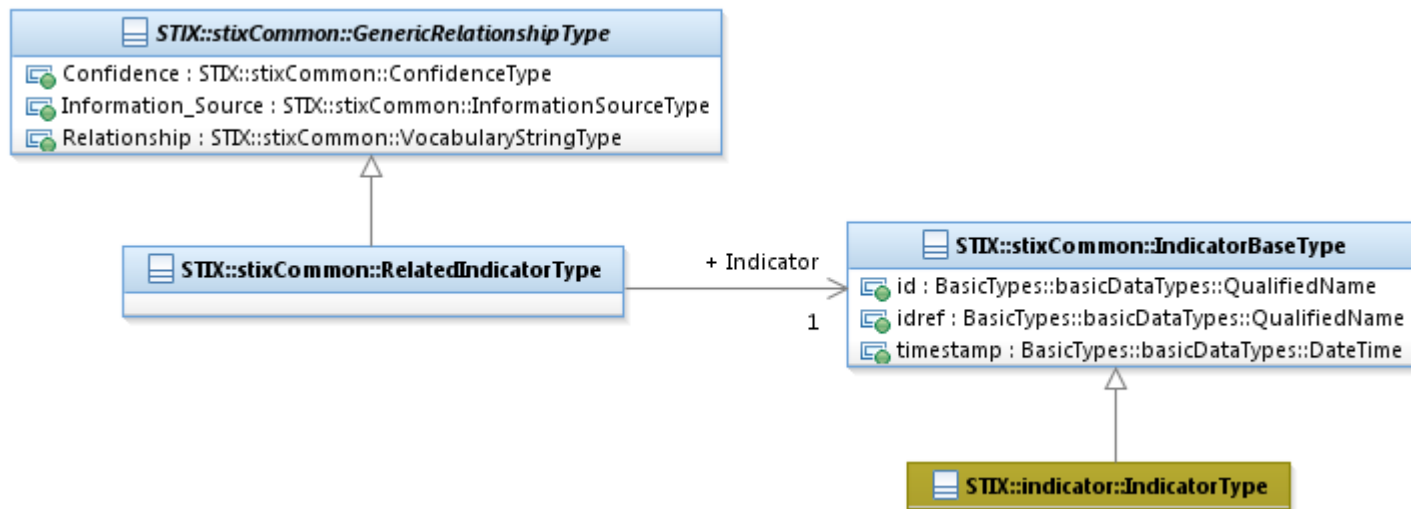 STIX::stixCommon::GenericRelationshipType
Confidence : STIX::stixCommon::ConfidenceType
Information_Source : STIX::stixCommon::InformationSourceType
Relationship : STIX::stixCommon::VocabularyStringType
STIX::stixCommon::RelatedIndicatorType
+ Indicator
1
STIX::stixCommon::IndicatorBaseType
id : BasicTypes::basicDataTypes::QualifiedName
idref : BasicTypes::basicDataTypes::QualifiedName
timestamp : BasicTypes::basicDataTypes::DateTime
STIX::indicator::IndicatorType